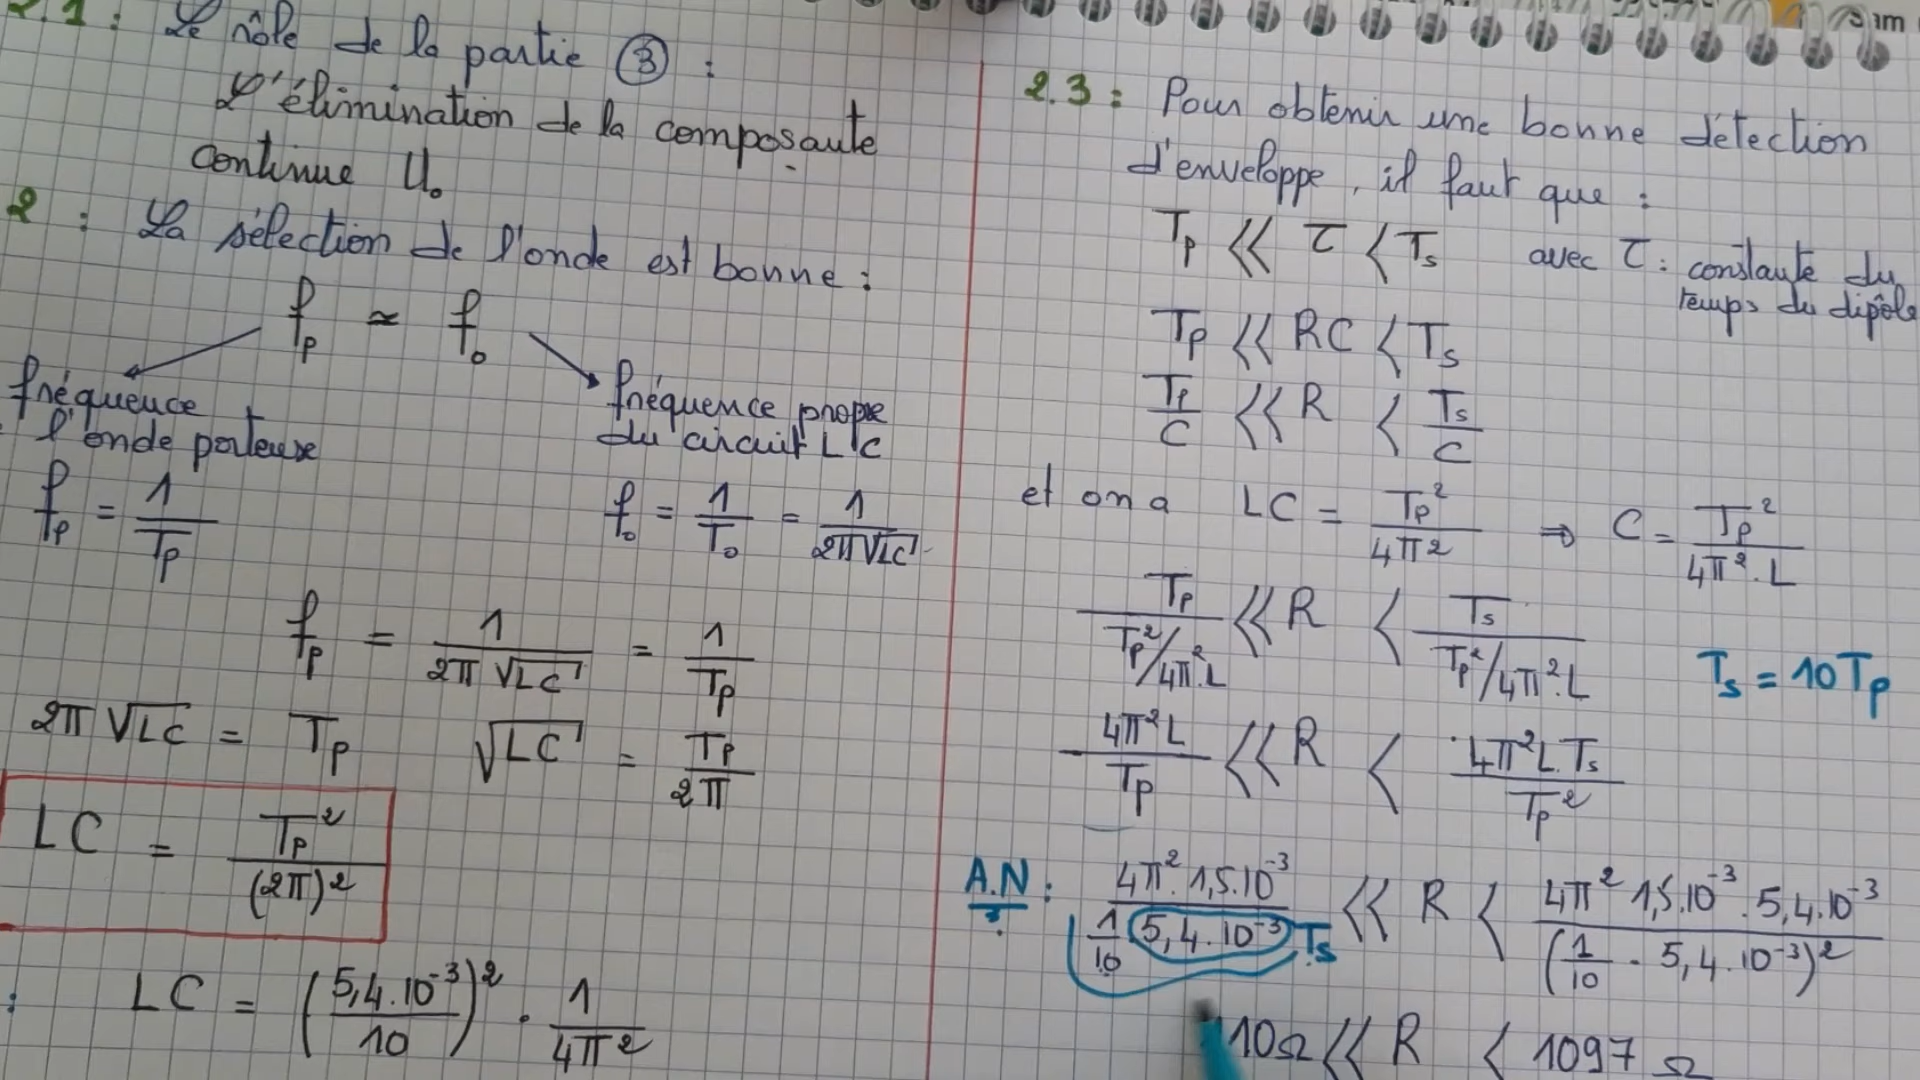 2.1 : Le rôle de la partie ③ :
L'élimination de la composante
continue U₀
2 : La sélection de l'onde est bonne :
fp ≃ f₀
fréquence
l'onde porteuse
fréquence propre
du circuit LC
fp = 1/Tp
f₀ = 1/T₀ = 1/(2π√LC)
fp = 1/(2π√LC) = 1/Tp
2π√LC = Tp
√LC = Tp/2π
LC = Tp²/(2π)²
: LC = (5,4.10⁻³/10)² . 1/4π²
2.3 : Pour obtenir une bonne détection
d'enveloppe, il faut que :
Tp << τ < Ts avec τ : constante du
temps du dipôle
Tp << RC < Ts
Tp/C << R < Ts/C
et on a LC = Tp²/4π² ⇒ C = Tp²/(4π².L)
Tp/(Tp²/4π².L) << R < Ts/(Tp²/4π².L)
Ts = 10Tp
4π²L/Tp << R < 4π²L.Ts/Tp²
A.N : 4π².1,5.10⁻³/(1/10 5,4.10⁻³) Ts << R < 4π² 1,5.10⁻³.5,4.10⁻³/(1/10 . 5,4.10⁻³)²
110Ω << R < 1097 Ω